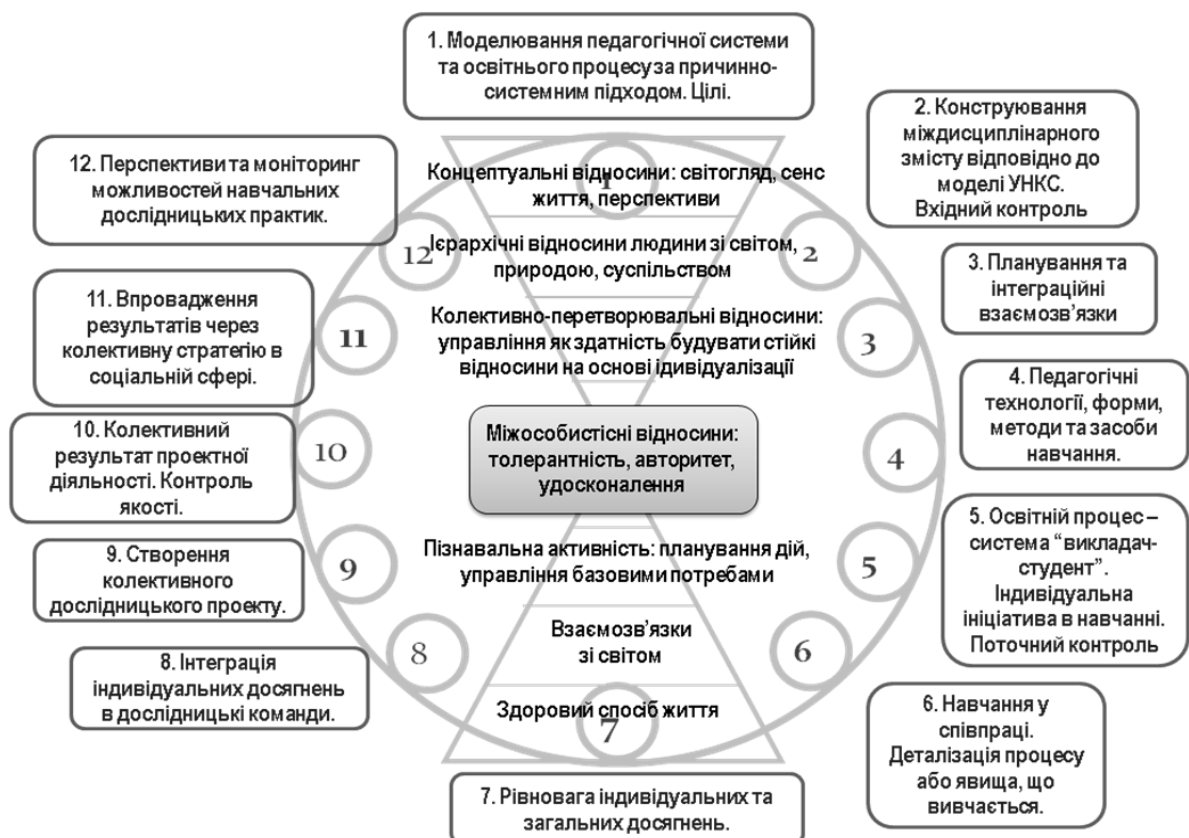 1. Моделювання педагогічної системи
та освітнього процесу за причинно-
системним підходом. Цілі.
2. Конструювання
міждисциплінарного
змісту відповідно до
моделі УНКС.
Вхідний контроль
3. Планування та
інтеграційні
взаємозв’язки
4. Педагогічні
технології, форми,
методи та засоби
навчання.
5. Освітній процес –
система “викладач-
студент”.
Індивідуальна
ініціатива в навчанні.
Поточний контроль
6. Навчання у
співпраці.
Деталізація процесу
або явища, що
вивчається.
7. Рівновага індивідуальних та
загальних досягнень.
8. Інтеграція
індивідуальних досягнень
в дослідницькі команди.
9. Створення
колективного
дослідницького проекту.
10. Колективний
результат проектної
діяльності. Контроль
якості.
11. Впровадження
результатів через
колективну стратегію в
соціальній сфері.
12. Перспективи та моніторинг
можливостей навчальних
дослідницьких практик.
Концептуальні відносини: світогляд, сенс
життя, перспективи
Ієрархічні відносини людини зі світом,
природою, суспільством
Колективно-перетворювальні відносини:
управління як здатність будувати стійкі
відносини на основі ідивідуалізації
Міжособистісні відносини:
толерантність, авторитет,
удосконалення
Пізнавальна активність: планування дій,
управління базовими потребами
Взаємозв’язки
зі світом
Здоровий спосіб життя
1
2
3
4
5
6
7
8
9
10
11
12